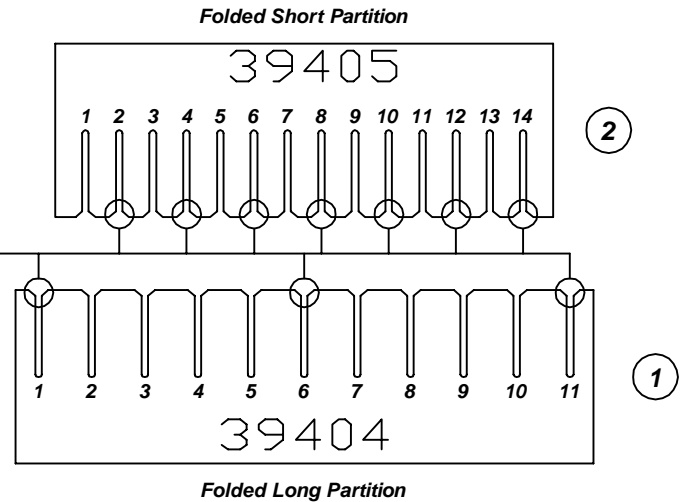 Folded Short Partition
39405
1 2 3 4 5 6 7 8 9 10 11 12 13 14
2
1 2 3 4 5 6 7 8 9 10 11
1
39404
Folded Long Partition